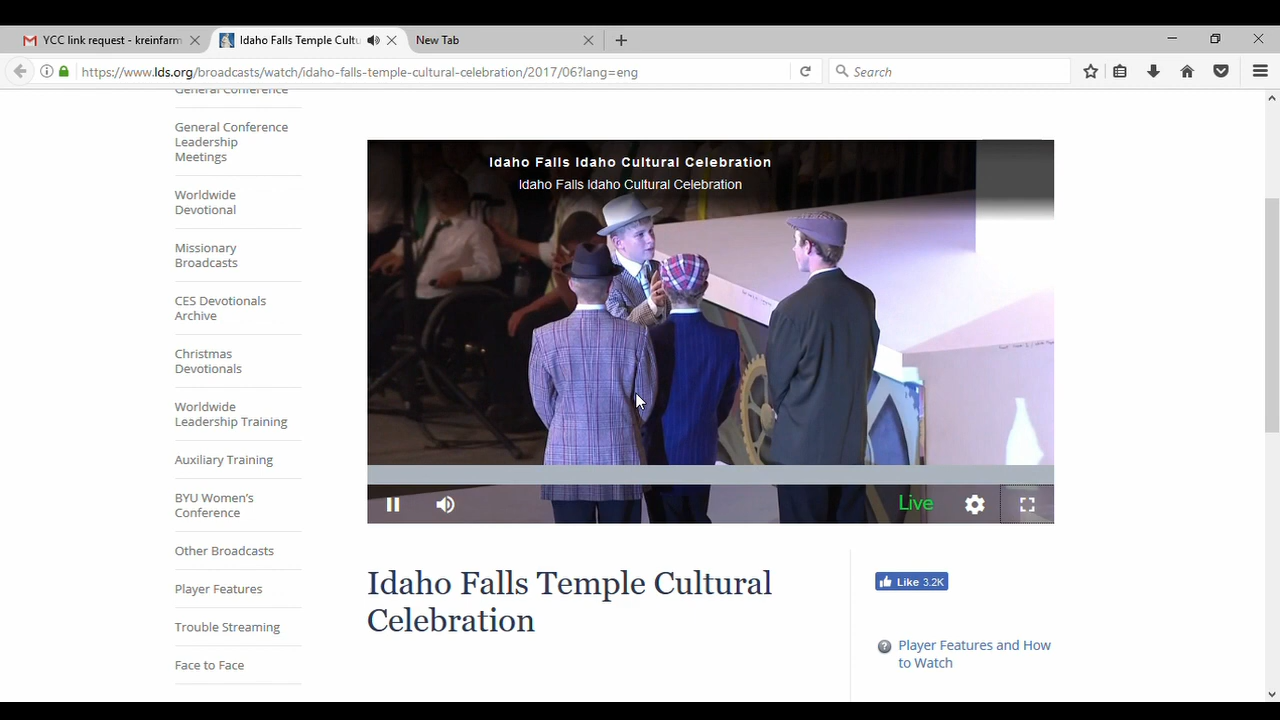 YCC link request - kreinfarm
Idaho Falls Temple Cultu
New Tab
https://www.lds.org/broadcasts/watch/idaho-falls-temple-cultural-celebration/2017/06?lang=eng
Search
General Conference
General Conference
Leadership
Meetings
Worldwide
Devotional
Missionary
Broadcasts
CES Devotionals
Archive
Christmas
Devotionals
Worldwide
Leadership Training
Auxiliary Training
BYU Women's
Conference
Other Broadcasts
Player Features
Trouble Streaming
Face to Face
Idaho Falls Idaho Cultural Celebration
Idaho Falls Idaho Cultural Celebration
Live
Idaho Falls Temple Cultural
Celebration
Like 3.2K
Player Features and How
to Watch